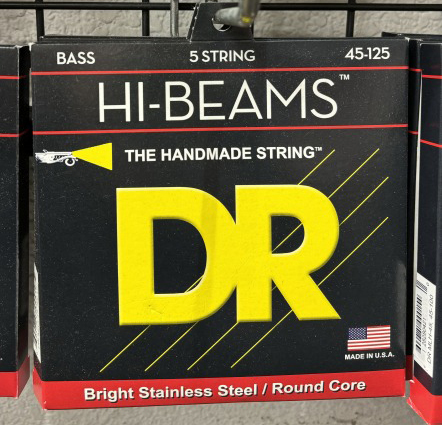 BASS 5 STRING 45-125
HI-BEAMS™
THE HANDMADE STRING™
DR
MADE IN U.S.A.
Bright Stainless Steel / Round Core